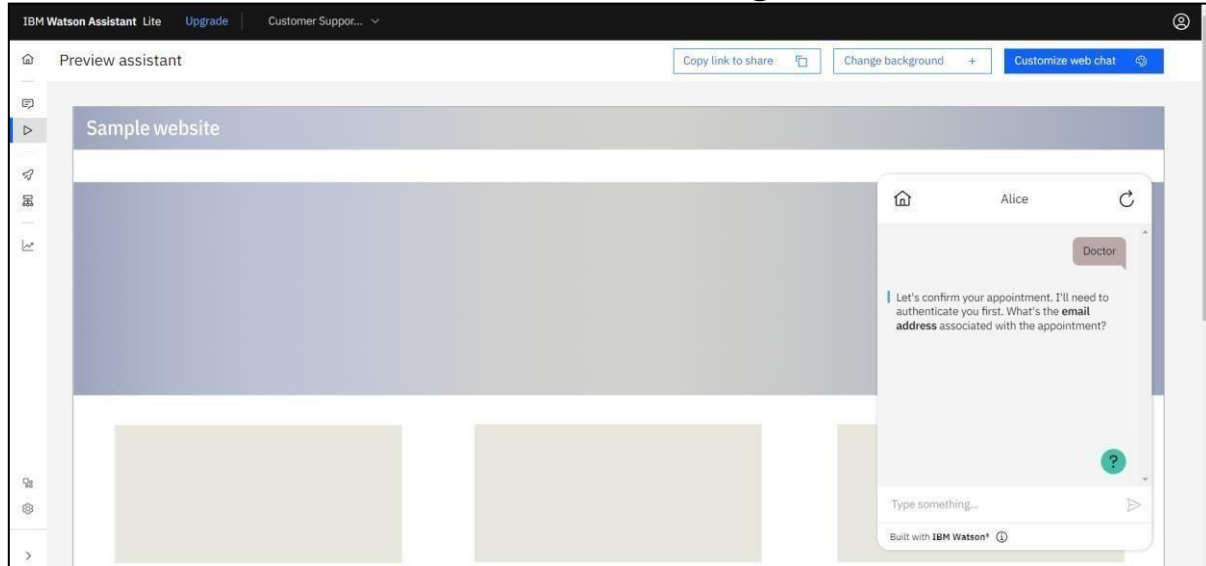 IBM Watson Assistant Lite Upgrade Customer Suppor...
Preview assistant Copy link to share Change background + Customize web chat
Sample website
Alice
Doctor
Let's confirm your appointment. I'll need to
authenticate you first. What's the email
address associated with the appointment?
?
Type something...
Built with IBM Watson®